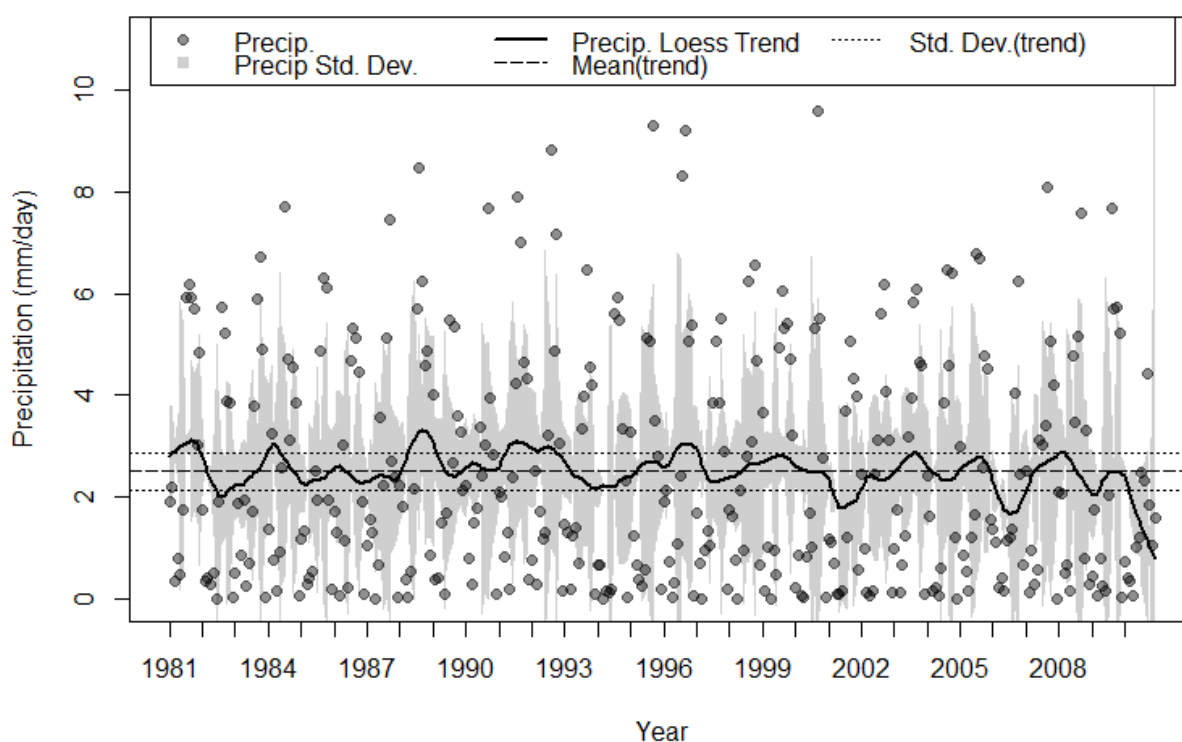 Precip. Precip. Loess Trend Std. Dev.(trend)
Precip Std. Dev. Mean(trend)
10
8
6
4
2
0
Precipitation (mm/day)
1981 1984 1987 1990 1993 1996 1999 2002 2005 2008
Year